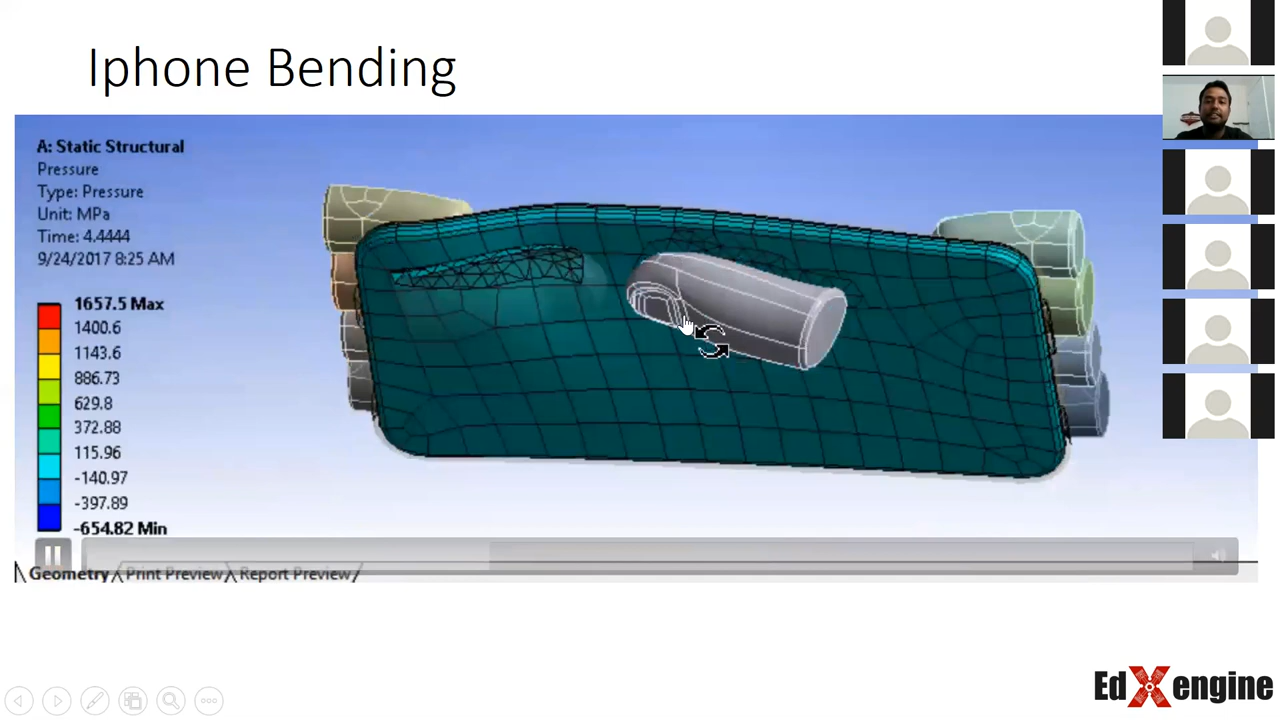 Iphone Bending
A: Static Structural
Pressure
Type: Pressure
Unit: MPa
Time: 4.4444
9/24/2017 8:25 AM
1657.5 Max
1400.6
1143.6
886.73
629.8
372.88
115.96
-140.97
-397.89
-654.82 Min
Geometry Print Preview Report Preview
EdXengine